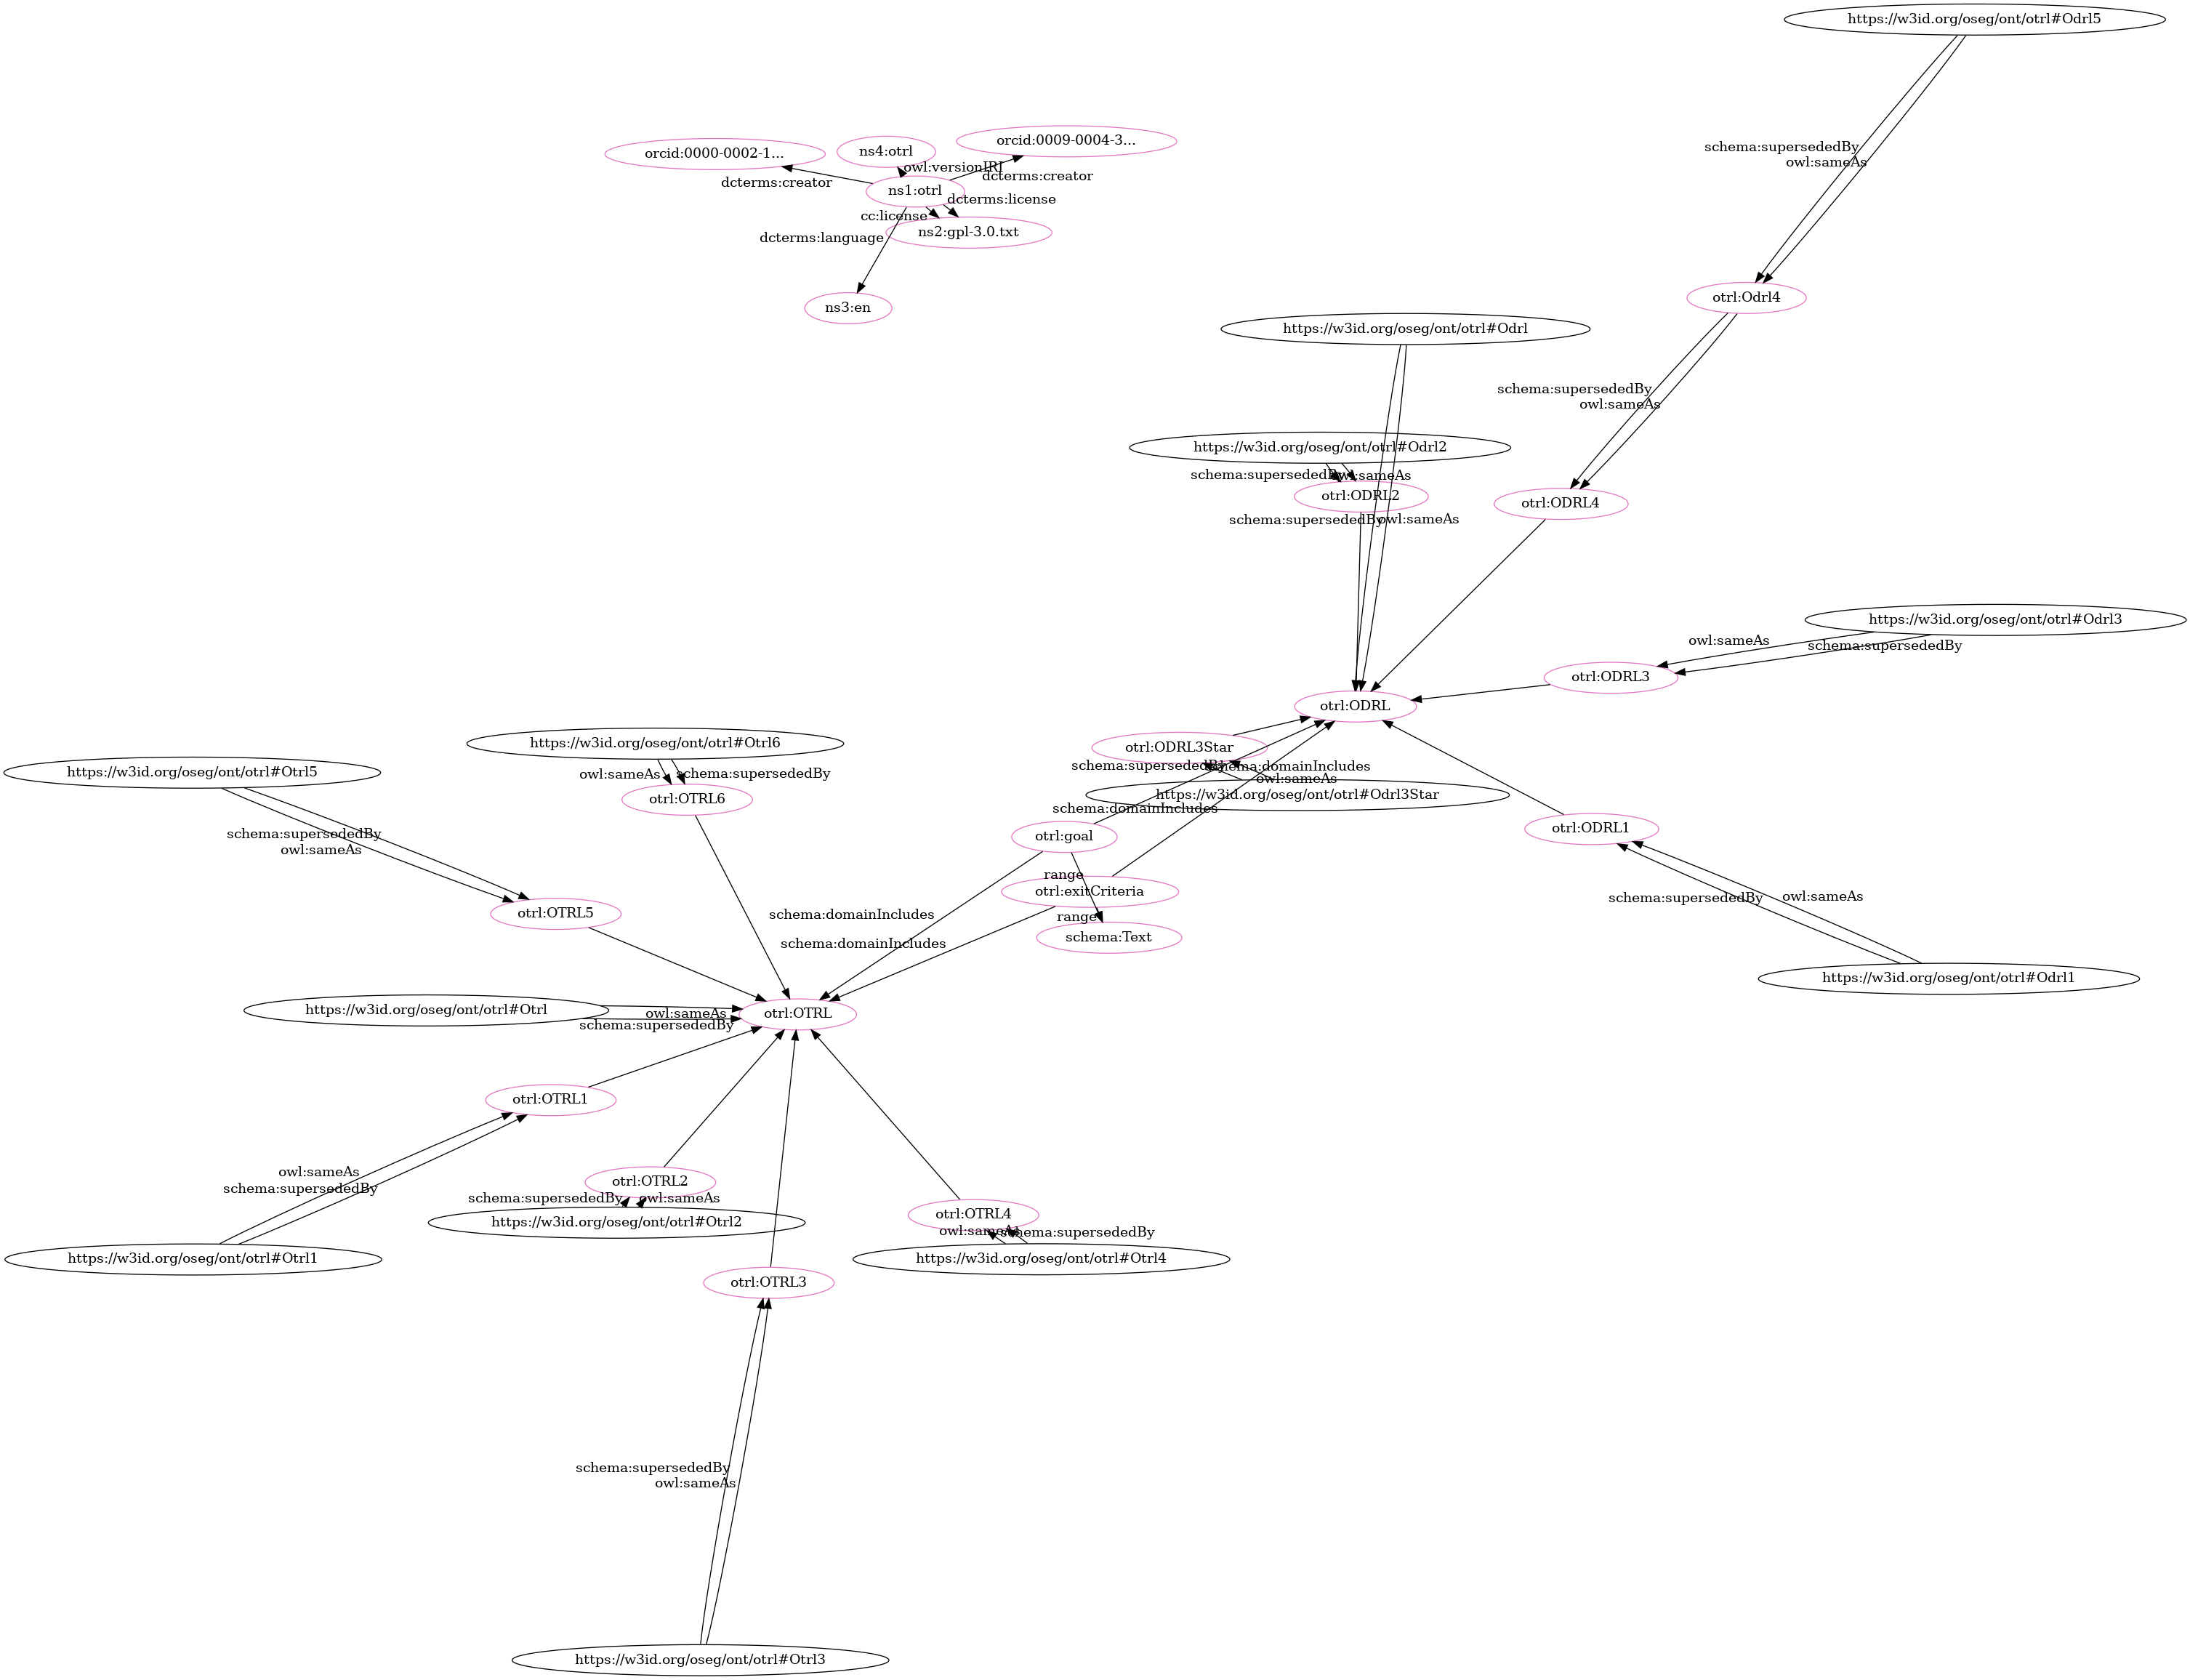 https://w3id.org/oseg/ont/otrl#Odrl5
orcid:0000-0002-1...
ns4:otrl
orcid:0009-0004-3...
schema:supersededBy
owl:sameAs
owl:versionIRI
dcterms:creator
dcterms:creator
ns1:otrl
dcterms:license
cc:license
ns2:gpl-3.0.txt
dcterms:language
ns3:en
otrl:Odrl4
https://w3id.org/oseg/ont/otrl#Odrl
schema:supersededBy
owl:sameAs
https://w3id.org/oseg/ont/otrl#Odrl2
schema:supersededBy
owl:sameAs
otrl:ODRL2
otrl:ODRL4
schema:supersededBy
owl:sameAs
https://w3id.org/oseg/ont/otrl#Odrl3
owl:sameAs
schema:supersededBy
otrl:ODRL3
otrl:ODRL
https://w3id.org/oseg/ont/otrl#Otrl6
otrl:ODRL3Star
https://w3id.org/oseg/ont/otrl#Otrl5
owl:sameAs
schema:supersededBy
schema:supersededBy
schema:domainIncludes
owl:sameAs
otrl:OTRL6
https://w3id.org/oseg/ont/otrl#Odrl3Star
schema:domainIncludes
schema:supersededBy
owl:sameAs
otrl:goal
otrl:ODRL1
range
otrl:exitCriteria
schema:supersededBy
owl:sameAs
otrl:OTRL5
schema:domainIncludes
range
schema:Text
schema:domainIncludes
https://w3id.org/oseg/ont/otrl#Odrl1
https://w3id.org/oseg/ont/otrl#Otrl
owl:sameAs
schema:supersededBy
otrl:OTRL
otrl:OTRL1
owl:sameAs
schema:supersededBy
otrl:OTRL2
schema:supersededBy
owl:sameAs
https://w3id.org/oseg/ont/otrl#Otrl2
otrl:OTRL4
owl:sameAs
schema:supersededBy
https://w3id.org/oseg/ont/otrl#Otrl1
https://w3id.org/oseg/ont/otrl#Otrl4
otrl:OTRL3
schema:supersededBy
owl:sameAs
https://w3id.org/oseg/ont/otrl#Otrl3